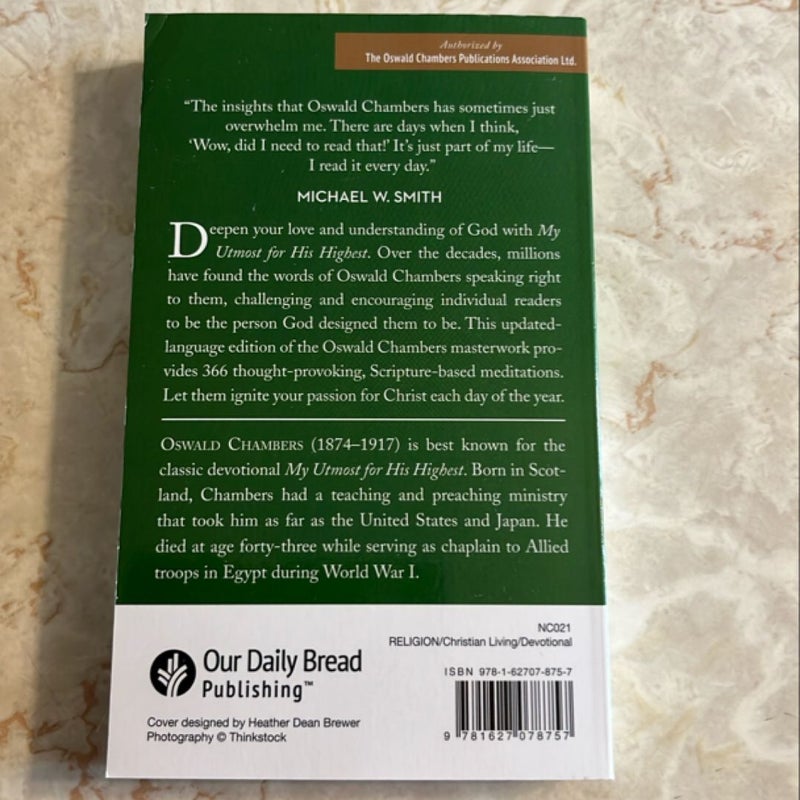 Authorized by
The Oswald Chambers Publications Association Ltd.
“The insights that Oswald Chambers has sometimes just
overwhelm me. There are days when I think,
‘Wow, did I need to read that!’ It’s just part of my life—
I read it every day.”
MICHAEL W. SMITH
Deepen your love and understanding of God with My
Utmost for His Highest. Over the decades, millions
have found the words of Oswald Chambers speaking right
to them, challenging and encouraging individual readers
to be the person God designed them to be. This updated-
language edition of the Oswald Chambers masterwork pro-
vides 366 thought-provoking, Scripture-based meditations.
Let them ignite your passion for Christ each day of the year.
OSWALD CHAMBERS (1874–1917) is best known for the
classic devotional My Utmost for His Highest. Born in Scot-
land, Chambers had a teaching and preaching ministry
that took him as far as the United States and Japan. He
died at age forty-three while serving as chaplain to Allied
troops in Egypt during World War I.
NC021
RELIGION/Christian Living/Devotional
Our Daily Bread
Publishing™
Cover designed by Heather Dean Brewer
Photography © Thinkstock
ISBN 978-1-62707-875-7
9 781627 078757